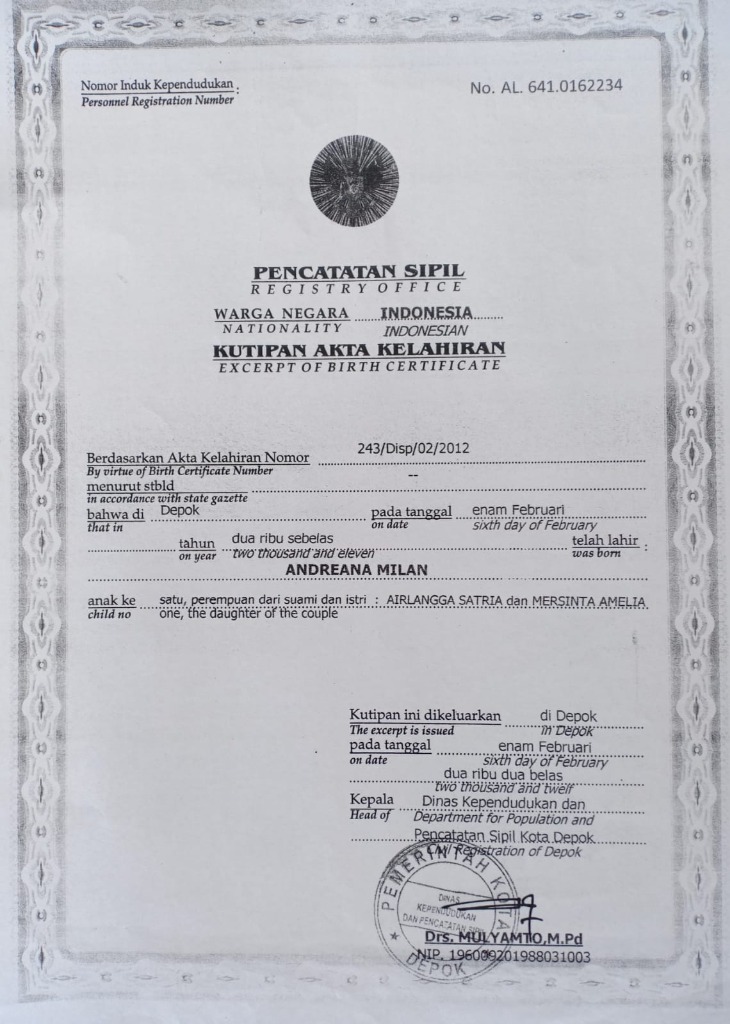 Nomor Induk Kependudukan :
Personnel Registration Number
No. AL. 641.0162234
PENCATATAN SIPIL
REGISTRY OFFICE
WARGA NEGARA INDONESIA
NATIONALITY INDONESIAN
KUTIPAN AKTA KELAHIRAN
EXCERPT OF BIRTH CERTIFICATE
Berdasarkan Akta Kelahiran Nomor 243/Disp/02/2012
By virtue of Birth Certificate Number
menurut stbld --
in accordance with state gazette
bahwa di Depok pada tanggal enam Februari
that in on date sixth day of February
tahun dua ribu sebelas telah lahir :
on year two thousand and eleven was born
ANDREANA MILAN
anak ke satu, perempuan dari suami dan istri : AIRLANGGA SATRIA dan MERSINTA AMELIA
child no one, the daughter of the couple
Kutipan ini dikeluarkan di Depok
The excerpt is issued in Depok
pada tanggal enam Februari
on date sixth day of February
dua ribu dua belas
two thousand and twelf
Kepala Dinas Kependudukan dan
Head of Department for Population and
Pencatatan Sipil Kota Depok
Civil Registration of Depok
PEMERINTAH KOTA
DINAS
KEPENDUDUKAN
DAN PENCATATAN SIPIL
DEPOK
Drs. MULYAMTO,M.Pd
NIP. 196009201988031003